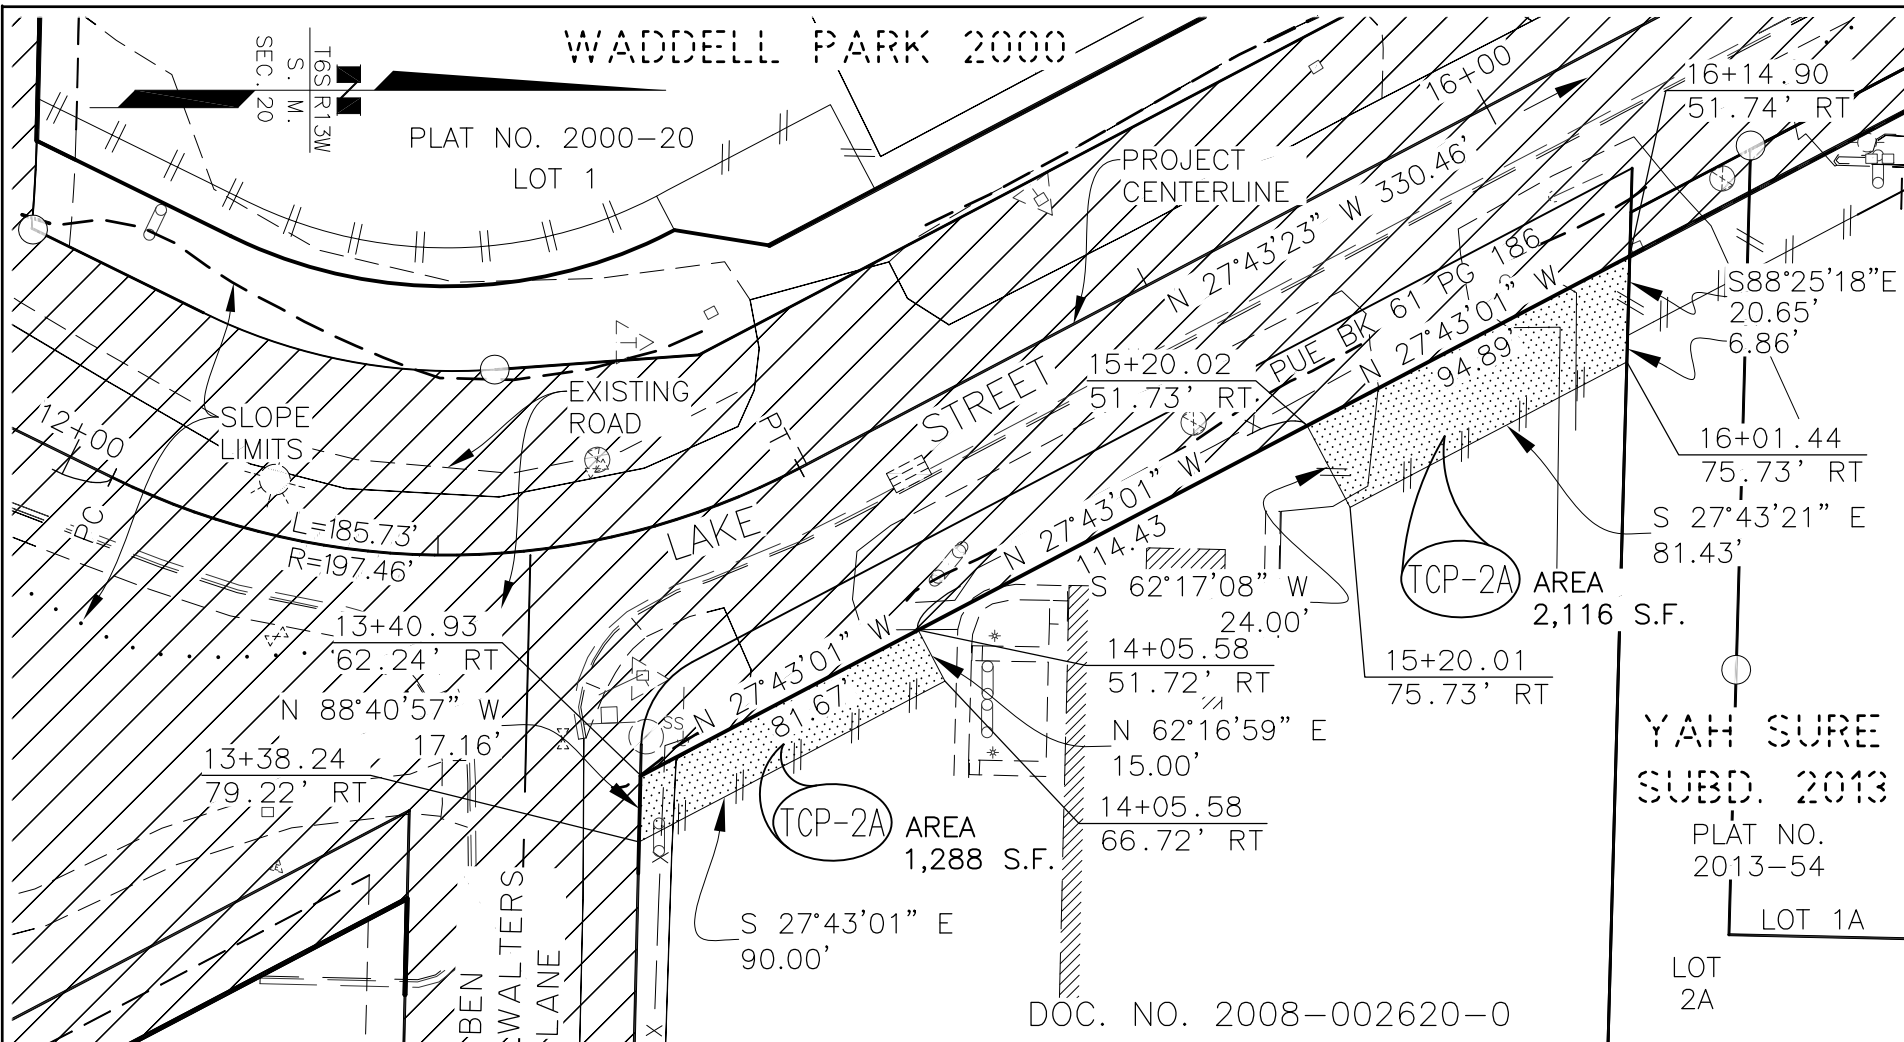 WADDELL PARK 2000
T6S R13W
S. M.
SEC. 20
N
PLAT NO. 2000-20
LOT 1
16+00
16+14.90
51.74' RT
PROJECT
CENTERLINE
N 27°43'23" W 330.46'
PUE BK 61 PG 186
S88°25'18"E
20.65'
6.86'
N 27°43'01" W
94.89'
15+20.02
51.73' RT
STREET
LAKE
EXISTING
ROAD
SLOPE
LIMITS
12+00
PC
PT
L=185.73'
R=197.46'
16+01.44
75.73' RT
S 27°43'21" E
81.43'
N 27°43'01" W
114.43
S 62°17'08" W
24.00'
TCP-2A
AREA
2,116 S.F.
13+40.93
62.24' RT
14+05.58
51.72' RT
15+20.01
75.73' RT
N 88°40'57" W
17.16'
N 27°43'01" W
81.67'
SS
N 62°16'59" E
15.00'
13+38.24
79.22' RT
14+05.58
66.72' RT
TCP-2A
AREA
1,288 S.F.
YAH SURE
SUBD. 2013
PLAT NO.
2013-54
LOT 1A
S 27°43'01" E
90.00'
LOT
2A
BEN
WALTERS
LANE
X
X
DOC. NO. 2008-002620-0